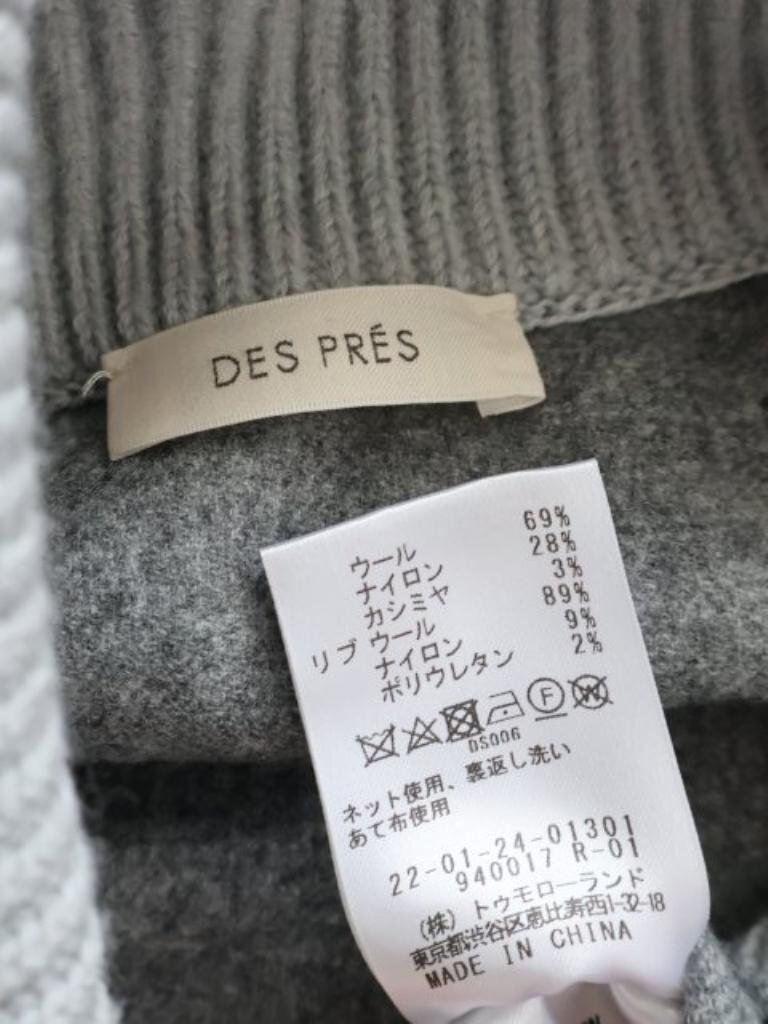 DES PRÉS
ウール 69%
ナイロン 28%
カシミヤ 3%
リブ ウール 89%
ナイロン 9%
ポリウレタン 2%
F W
DS006
ネット使用、裏返し洗い
あて布使用
22-01-24-01301
940017 R-01
(株) トゥモローランド
東京都渋谷区恵比寿西1-32-18
MADE IN CHINA